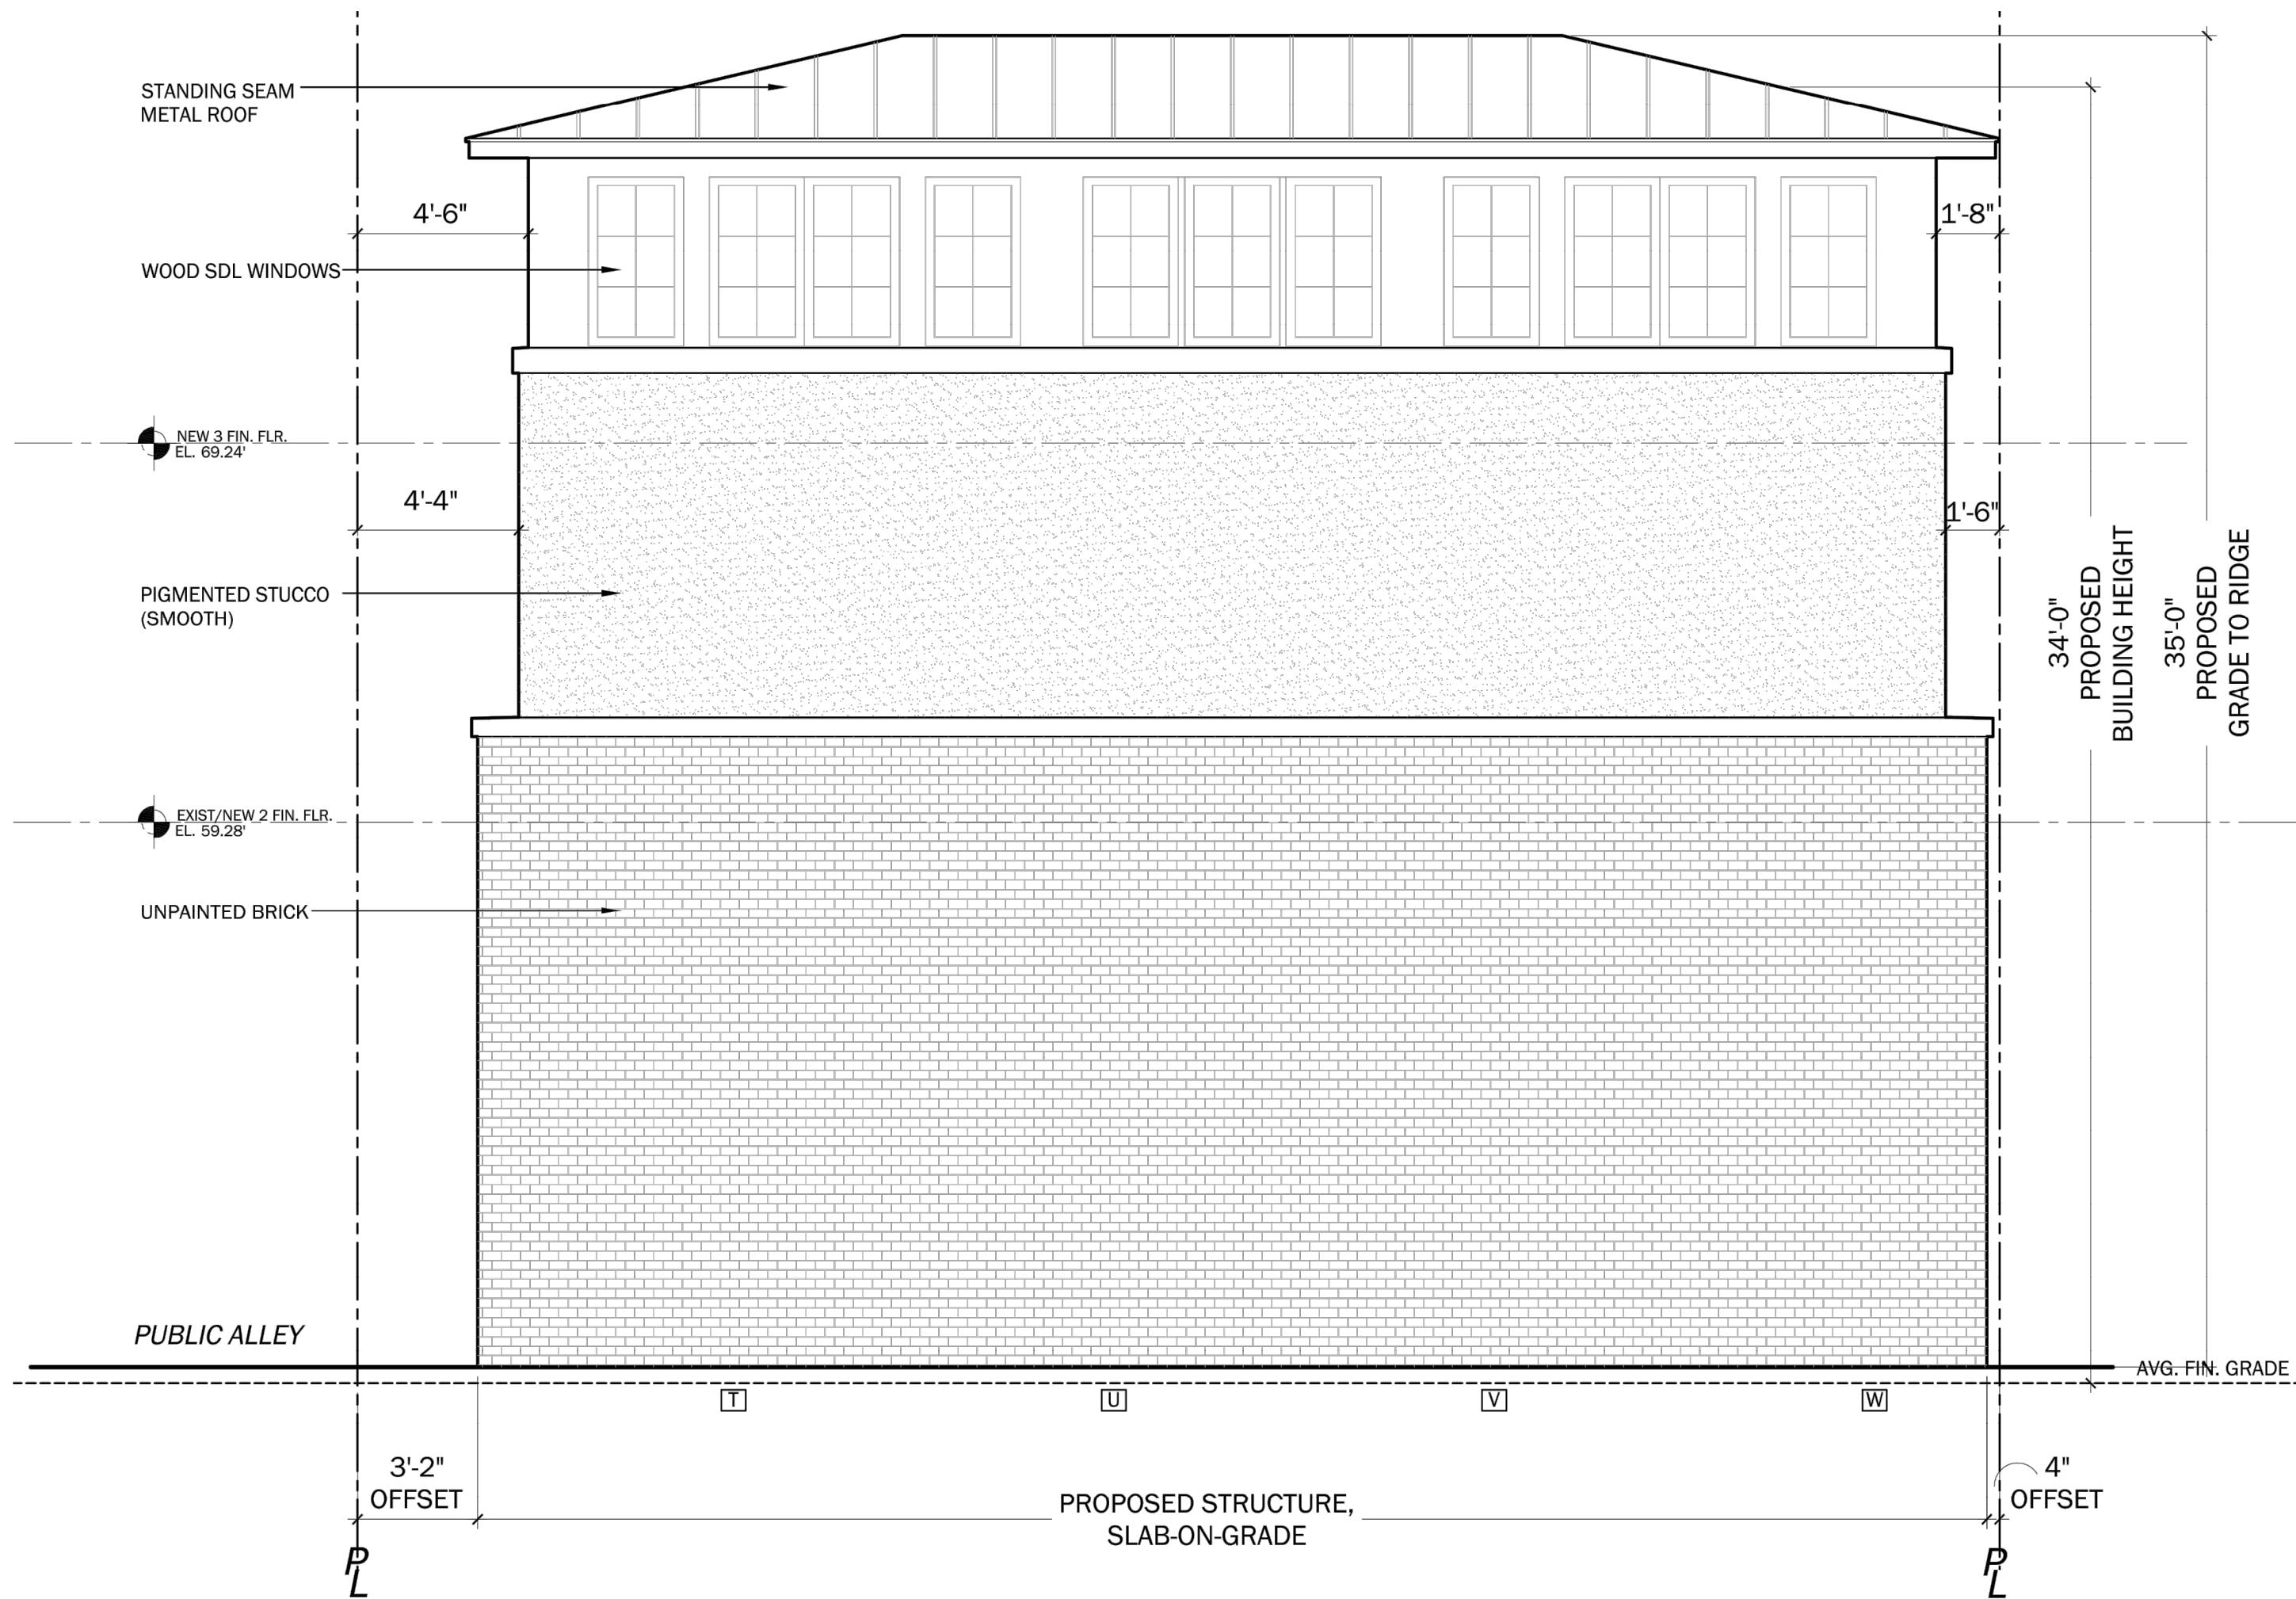 STANDING SEAM
METAL ROOF
4'-6"
1'-8"
WOOD SDL WINDOWS
NEW 3 FIN. FLR.
EL. 69.24'
4'-4"
1'-6"
PIGMENTED STUCCO
(SMOOTH)
34'-0"
PROPOSED
BUILDING HEIGHT
35'-0"
PROPOSED
GRADE TO RIDGE
EXIST/NEW 2 FIN. FLR.
EL. 59.28'
UNPAINTED BRICK
PUBLIC ALLEY
AVG. FIN. GRADE
T
U
V
W
3'-2"
OFFSET
PROPOSED STRUCTURE,
SLAB-ON-GRADE
4"
OFFSET
P
L
P
L